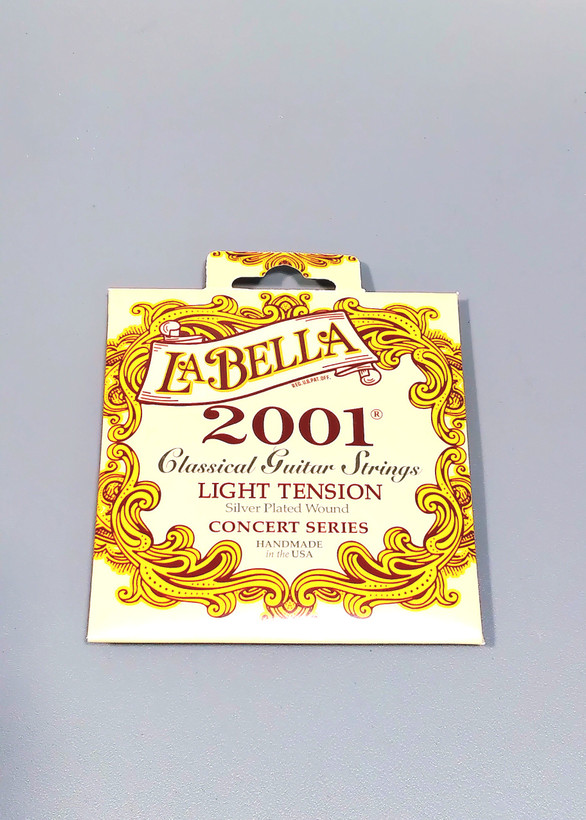 LA BELLA
REG. U.S. PAT. OFF.
2001®
Classical Guitar Strings
LIGHT TENSION
Silver Plated Wound
CONCERT SERIES
HANDMADE
in the USA